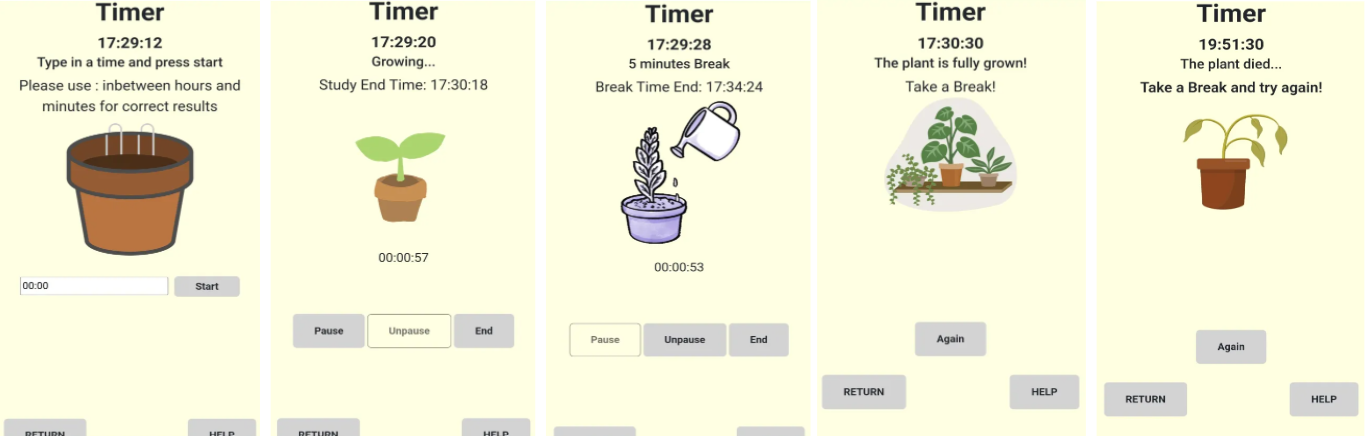 Timer
17:29:12
Type in a time and press start
Please use : inbetween hours and
minutes for correct results
00:00
Start
RETURN
HELP
Timer
17:29:20
Growing...
Study End Time: 17:30:18
00:00:57
Pause
Unpause
End
RETURN
HELP
Timer
17:29:28
5 minutes Break
Break Time End: 17:34:24
00:00:53
Pause
Unpause
End
Timer
17:30:30
The plant is fully grown!
Take a Break!
Again
RETURN
HELP
Timer
19:51:30
The plant died...
Take a Break and try again!
Again
RETURN
HELP